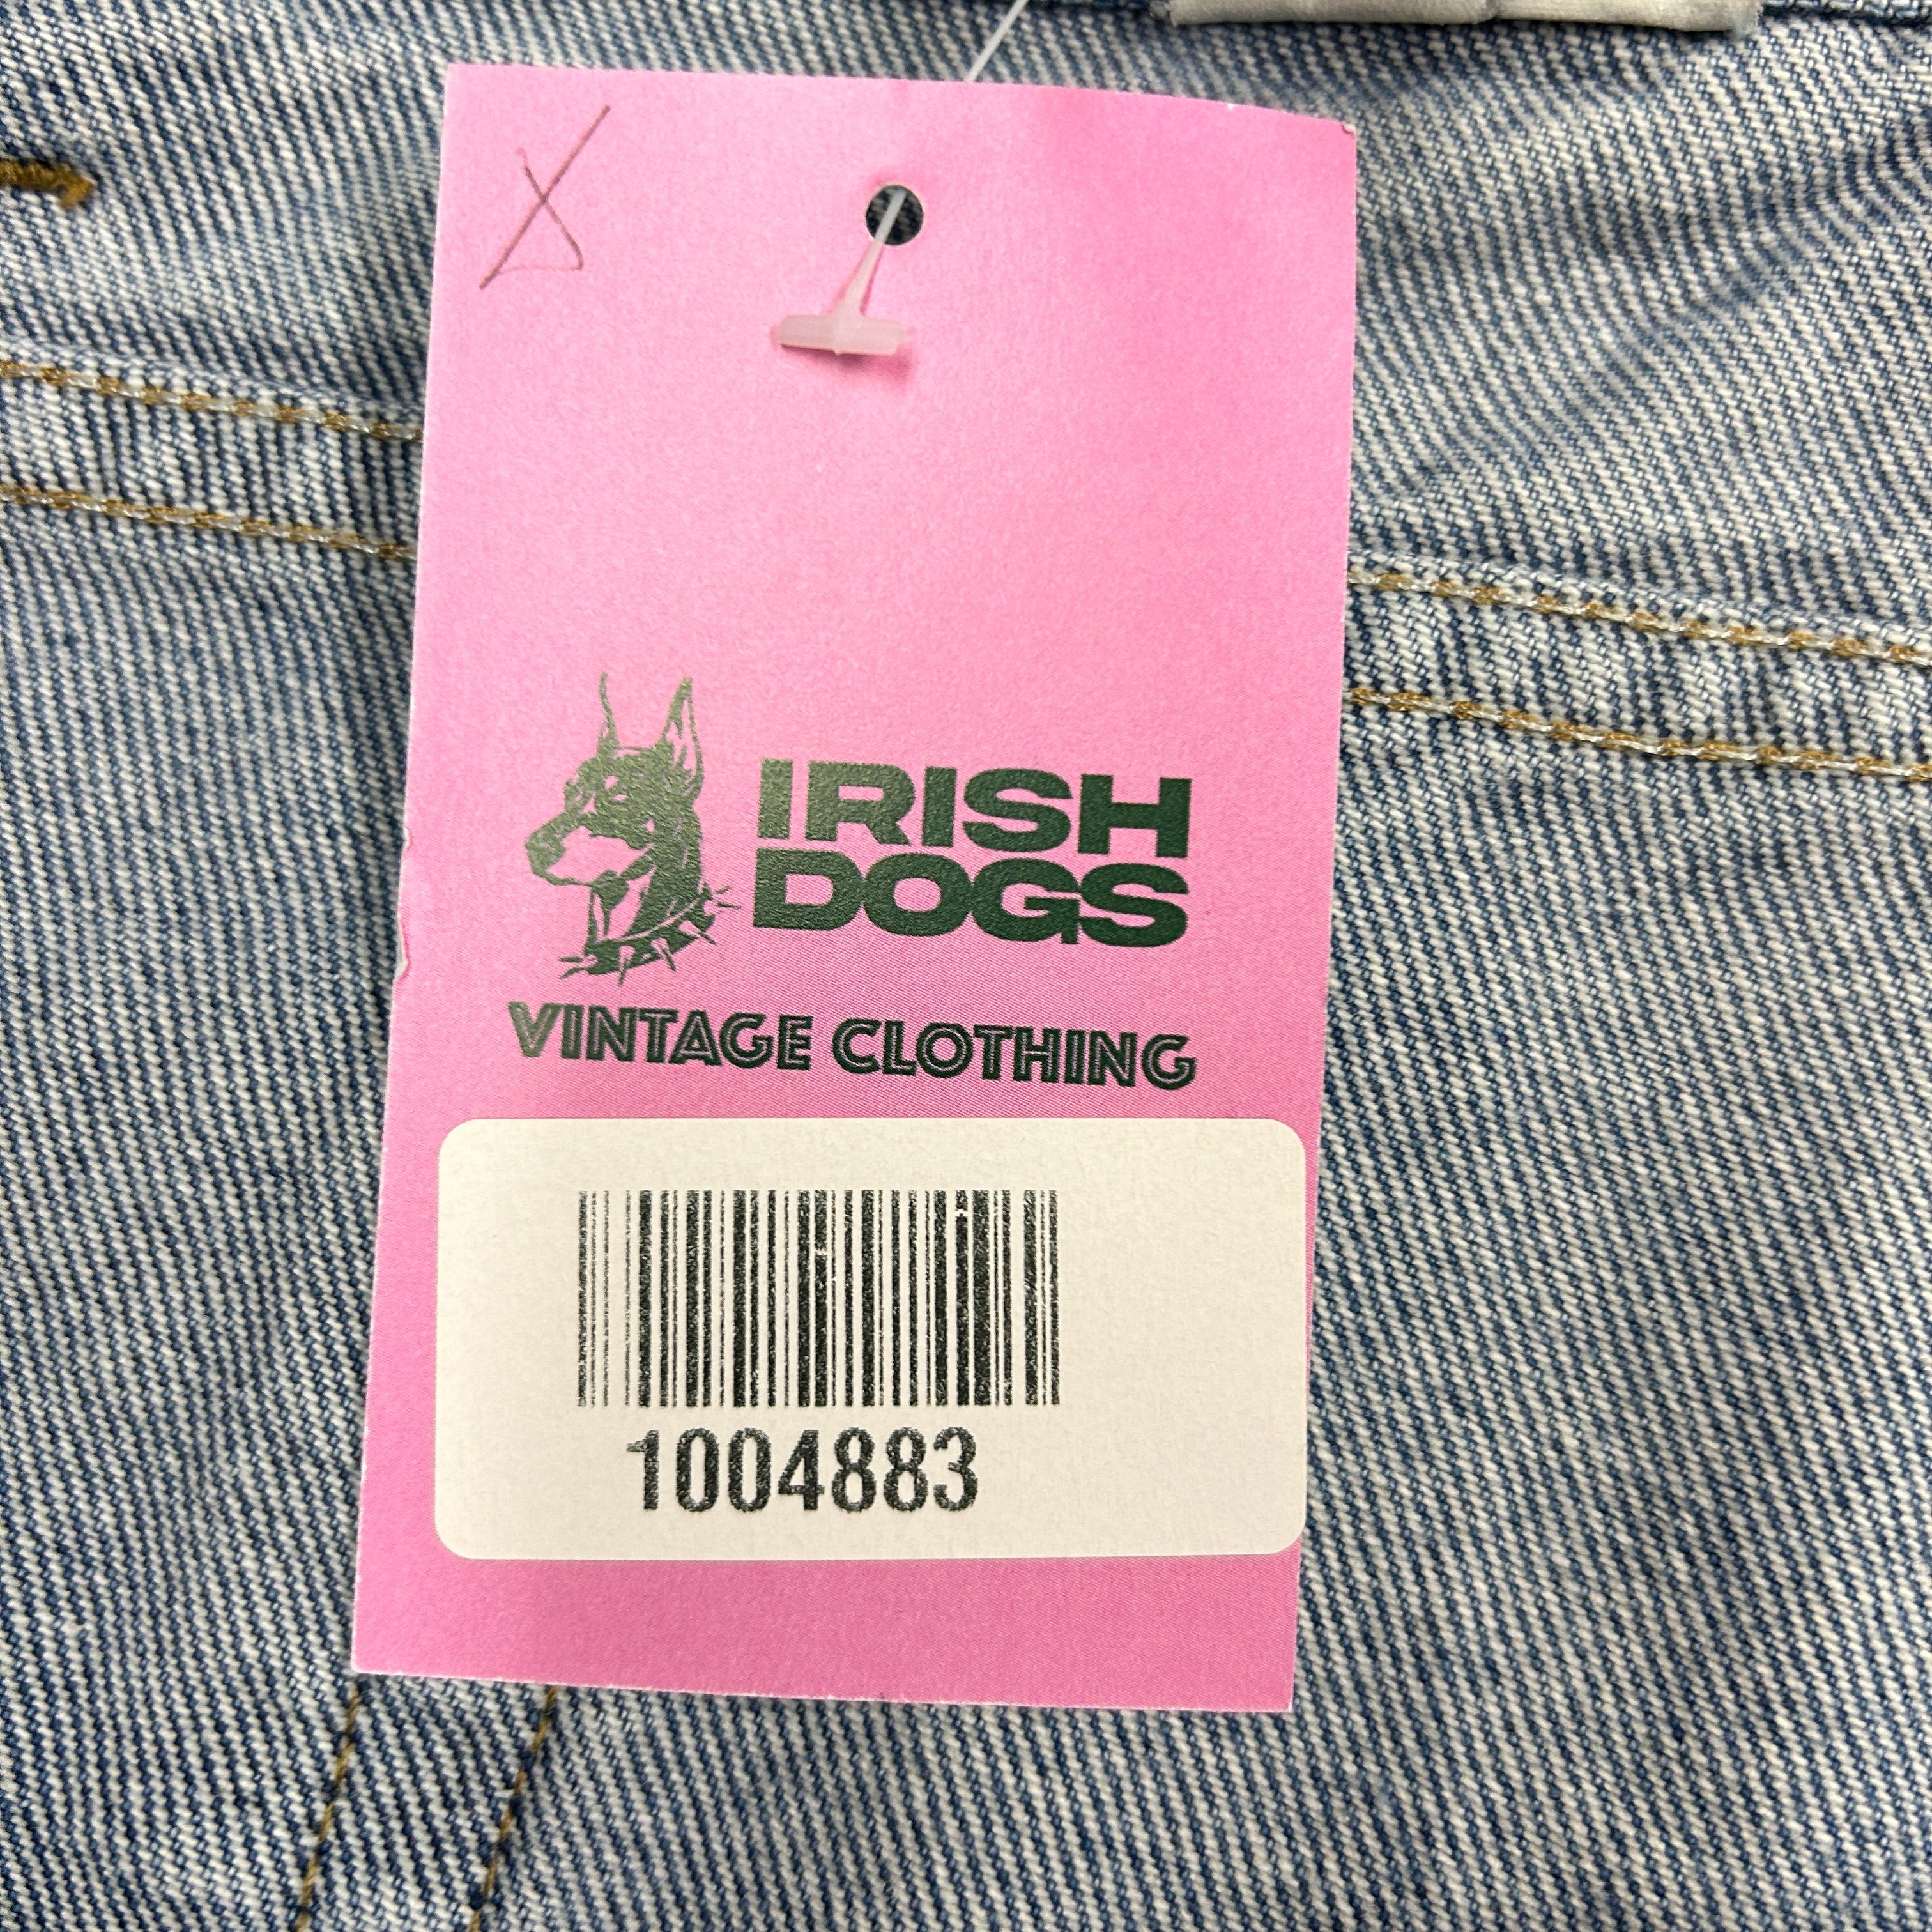 X
IRISH
DOGS
VINTAGE CLOTHING
1004883